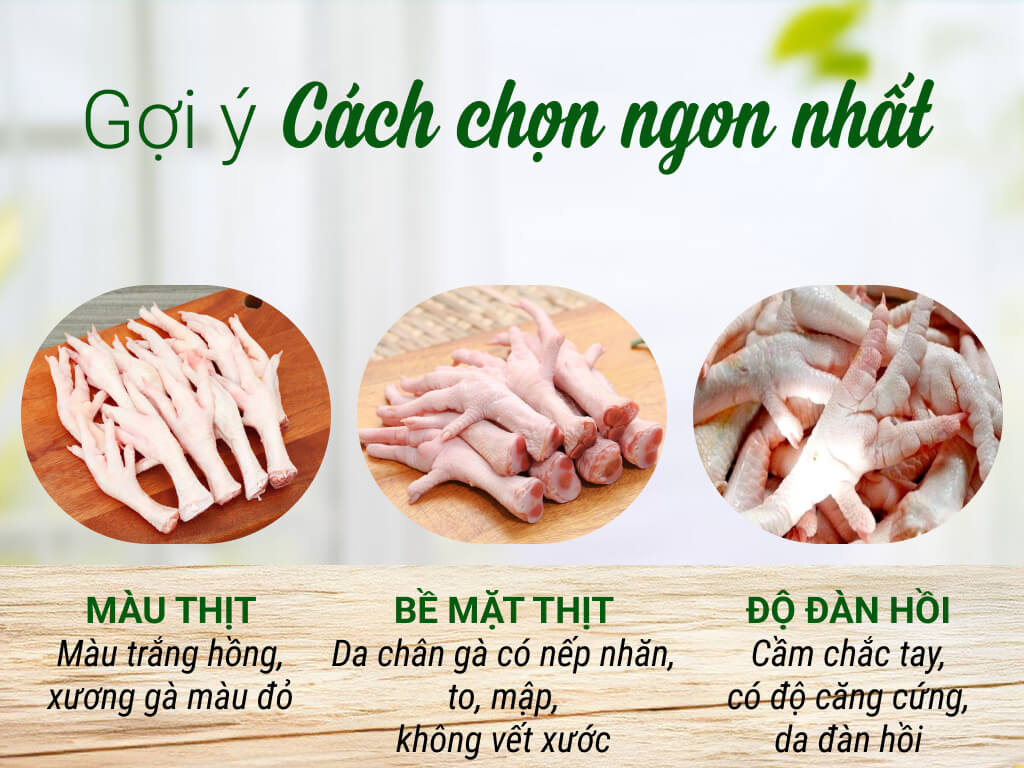 Gợi ý Cách chọn ngon nhất
MÀU THỊT
Màu trắng hồng,
xương gà màu đỏ
BỀ MẶT THỊT
Da chân gà có nếp nhăn,
to, mập,
không vết xước
ĐỘ ĐÀN HỒI
Cầm chắc tay,
có độ căng cứng,
da đàn hồi